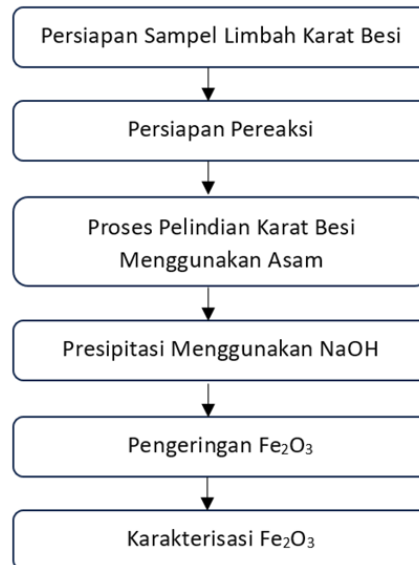 Persiapan Sampel Limbah Karat Besi
Persiapan Pereaksi
Proses Pelindian Karat Besi
Menggunakan Asam
Presipitasi Menggunakan NaOH
Pengeringan Fe₂O₃
Karakterisasi Fe₂O₃